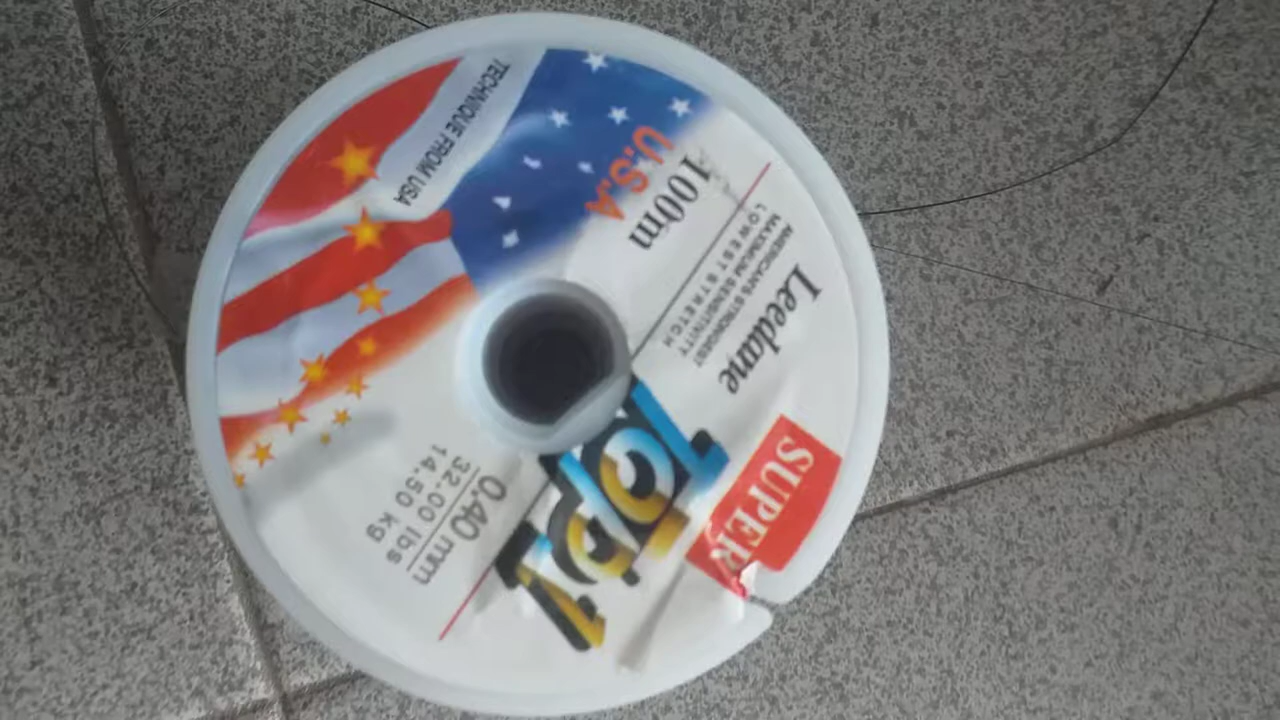 TECHNIQUE FROM USA
U.S.A
100m
LOWEST STRETCH
MAXIMUM SENSITIVITY
AMERICAN'S STRONGEST
Leedane
SUPER
TOPPY
0.40 mm
32.00 lbs
14.50 kg